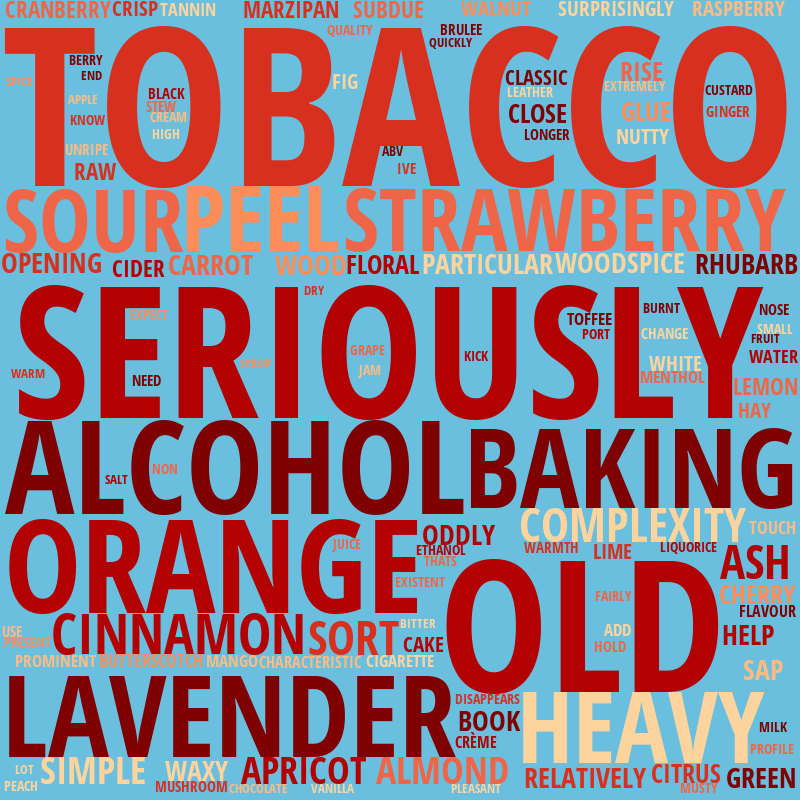 CRANBERRY CRISP TANNIN MARZIPAN SUBDUE WALNUT SURPRISINGLY RASPBERRY
QUALITY BRULEE
QUICKLY
TOBACCO
SPICE BERRY
END
APPLE
KNOW
UNRIPE
RAW
BLACK
STEW
CREAM
HIGH
FIG
ABV
IVE
CLASSIC
LEATHER
CLOSE
LONGER
RISE
EXTREMELY
GLUE
NUTTY
CUSTARD
GINGER
SOUR PEEL STRAWBERRY
OPENING CIDER CARROT WOOD FLORAL PARTICULAR WOODSPICE RHUBARB
SERIOUSLY
DRY
EXPECT
WARM
NEED
SYRUP
GRAPE
JAM
KICK
TOFFEE
PORT
BURNT
CHANGE
WHITE
MENTHOL
NOSE
SMALL
FRUIT
WATER
LEMON
HAY
ALCOHOL BAKING
SALT
NON
ORANGE
JUICE
ODDLY
ETHANOL
THATS
EXISTENT
COMPLEXITY TOUCH
WARMTH LIME LIQUORICE
ASH
CHERRY
FLAVOUR
HELP
SAP
OLD
FAIRLY
ADD
HOLD
USE
PRESENT
CINNAMON SORT BITTER
CAKE
PROMINENT BUTTERSCOTCH MANGO CHARACTERISTIC CIGARETTE
LAVENDER
DISAPPEARS
BOOK
CRÈME
HEAVY
MILK
PROFILE
LOT
PEACH
SIMPLE WAXY APRICOT ALMOND RELATIVELY CITRUS GREEN
MUSHROOM CHOCOLATE VANILLA PLEASANT MUSTY